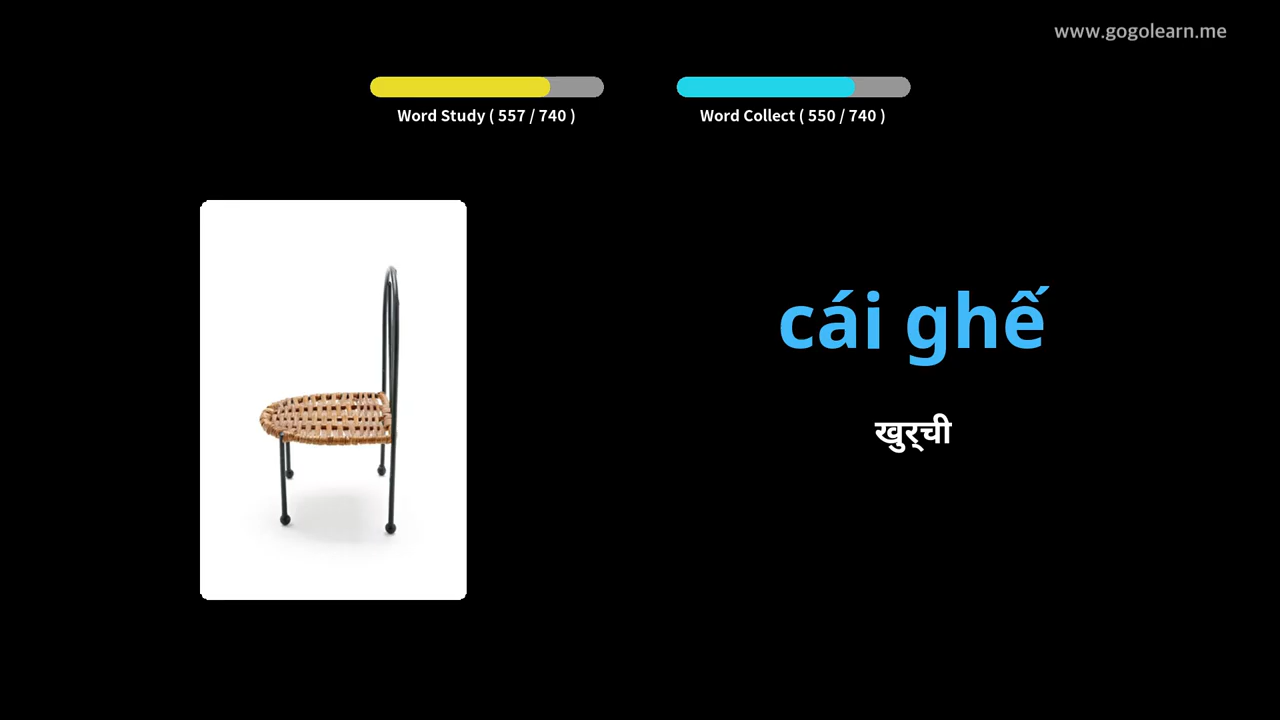 www.gogolearn.me
Word Study ( 557 / 740 )
Word Collect ( 550 / 740 )
cái ghế
खुर्ची